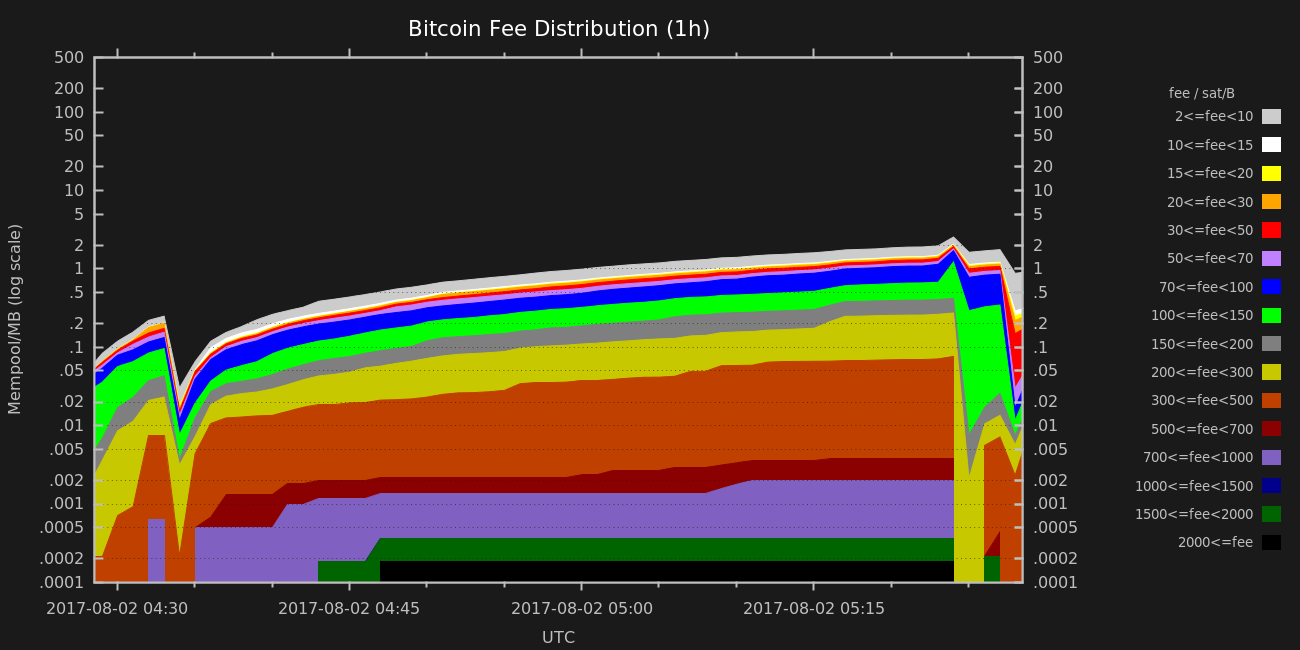 Bitcoin Fee Distribution (1h)
Mempool/MB (log scale)
500
200
100
50
20
10
5
2
1
.5
.2
.1
.05
.02
.01
.005
.002
.001
.0005
.0002
.0001
500
200
100
50
20
10
5
2
1
.5
.2
.1
.05
.02
.01
.005
.002
.001
.0005
.0002
.0001
2017-08-02 04:30 2017-08-02 04:45 2017-08-02 05:00 2017-08-02 05:15
UTC
fee / sat/B
2<=fee<10
10<=fee<15
15<=fee<20
20<=fee<30
30<=fee<50
50<=fee<70
70<=fee<100
100<=fee<150
150<=fee<200
200<=fee<300
300<=fee<500
500<=fee<700
700<=fee<1000
1000<=fee<1500
1500<=fee<2000
2000<=fee